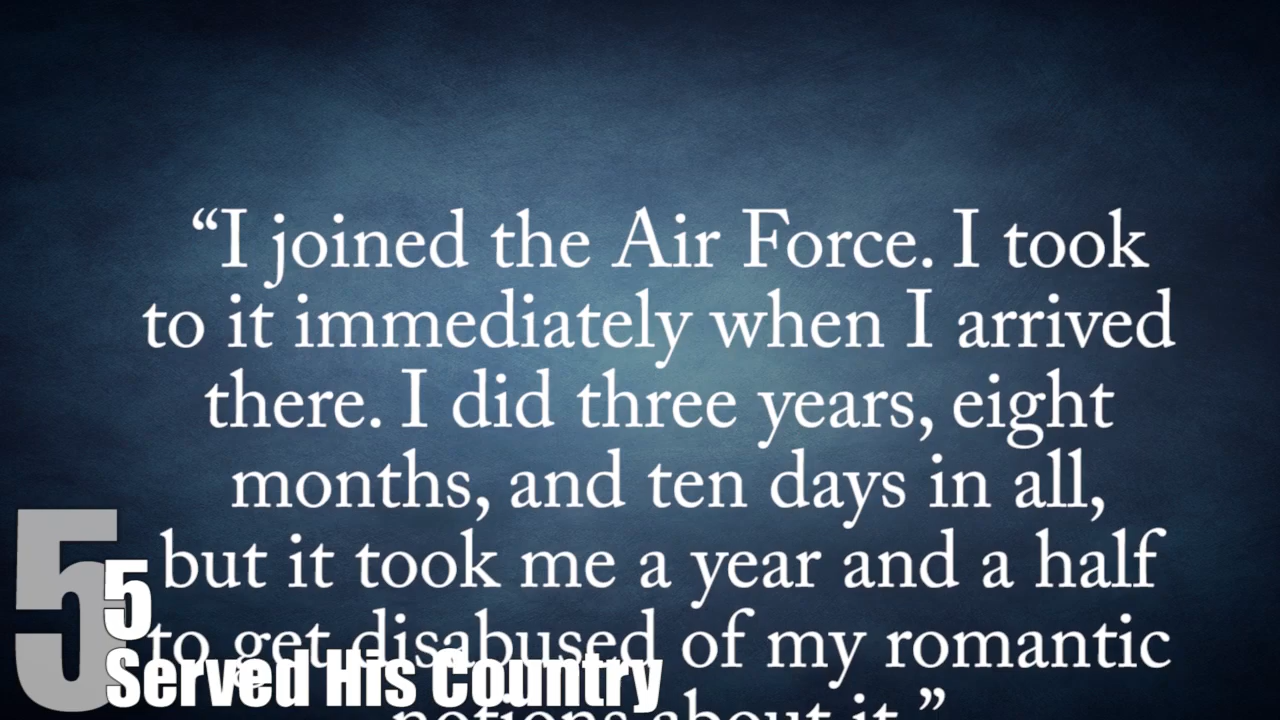 “I joined the Air Force. I took
to it immediately when I arrived
there. I did three years, eight
months, and ten days in all,
but it took me a year and a half
to get disabused of my romantic
notions about it.”
5
5
Served His Country